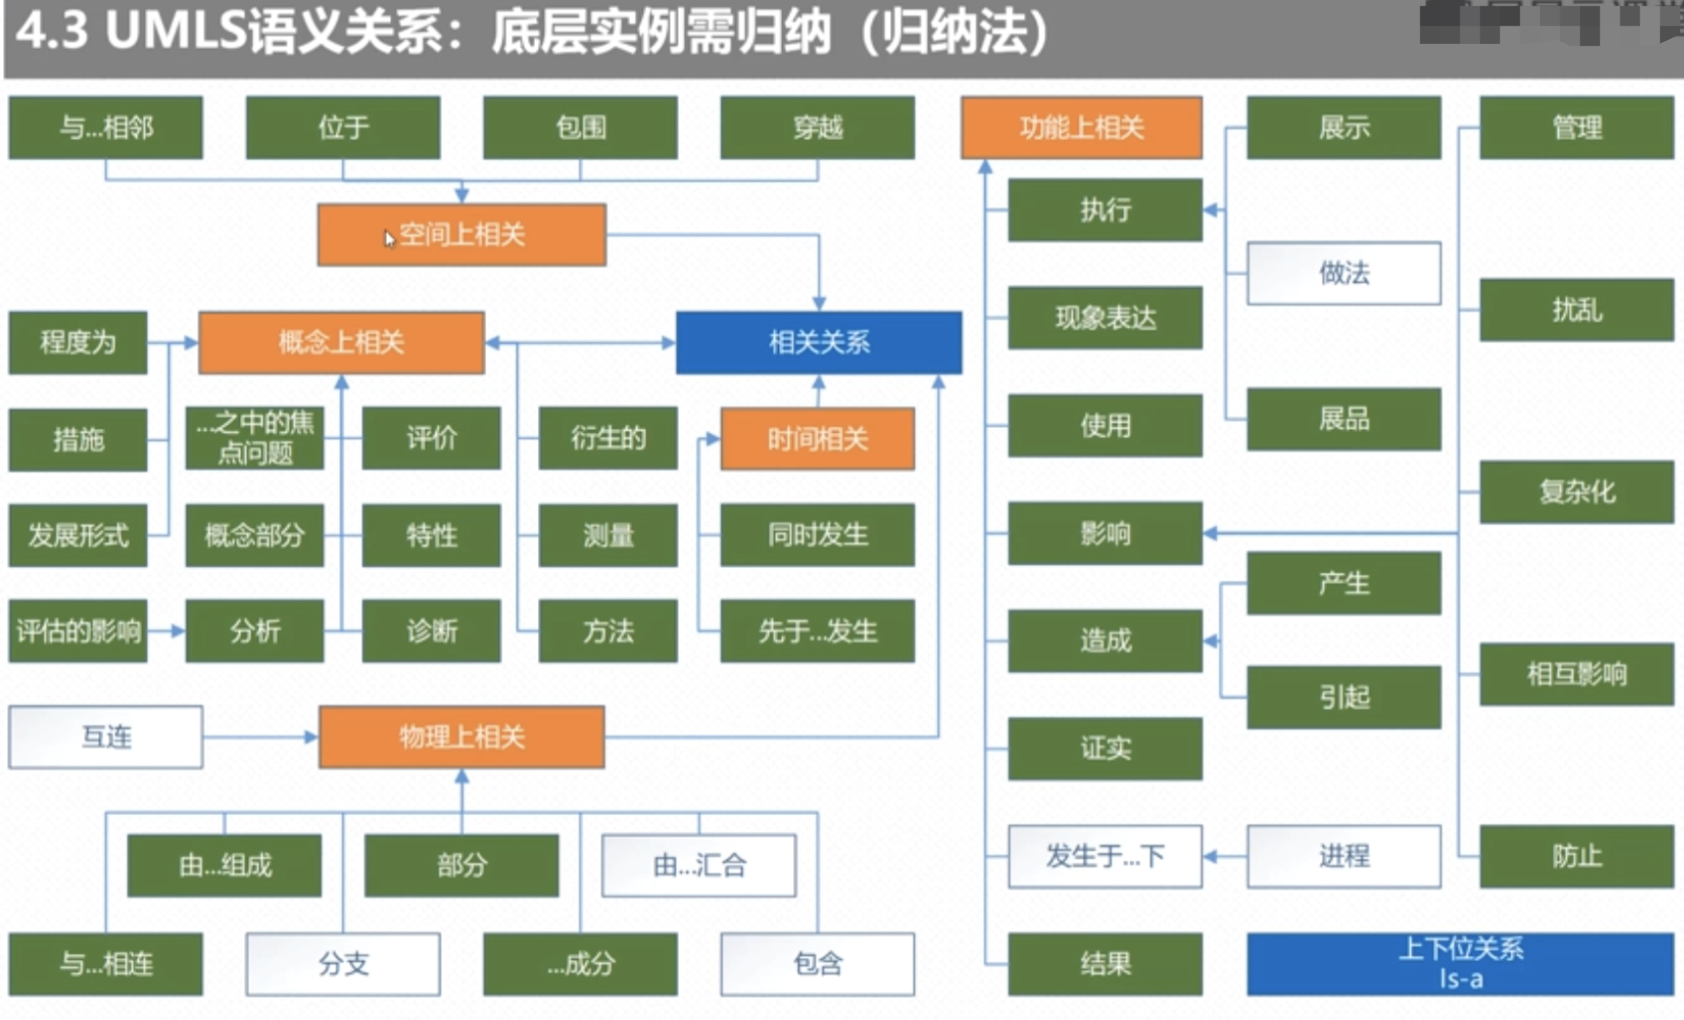 4.3 UMLS语义关系：底层实例需归纳（归纳法）
与...相邻
位于
包围
穿越
空间上相关
程度为
概念上相关
相关关系
措施
...之中的焦
点问题
评价
衍生的
时间相关
发展形式
概念部分
特性
测量
同时发生
评估的影响
分析
诊断
方法
先于...发生
互连
物理上相关
由...组成
部分
由...汇合
与...相连
分支
...成分
包含
功能上相关
展示
管理
执行
做法
现象表达
扰乱
使用
展品
复杂化
影响
产生
造成
相互影响
引起
证实
发生于...下
进程
防止
结果
上下位关系
Is-a